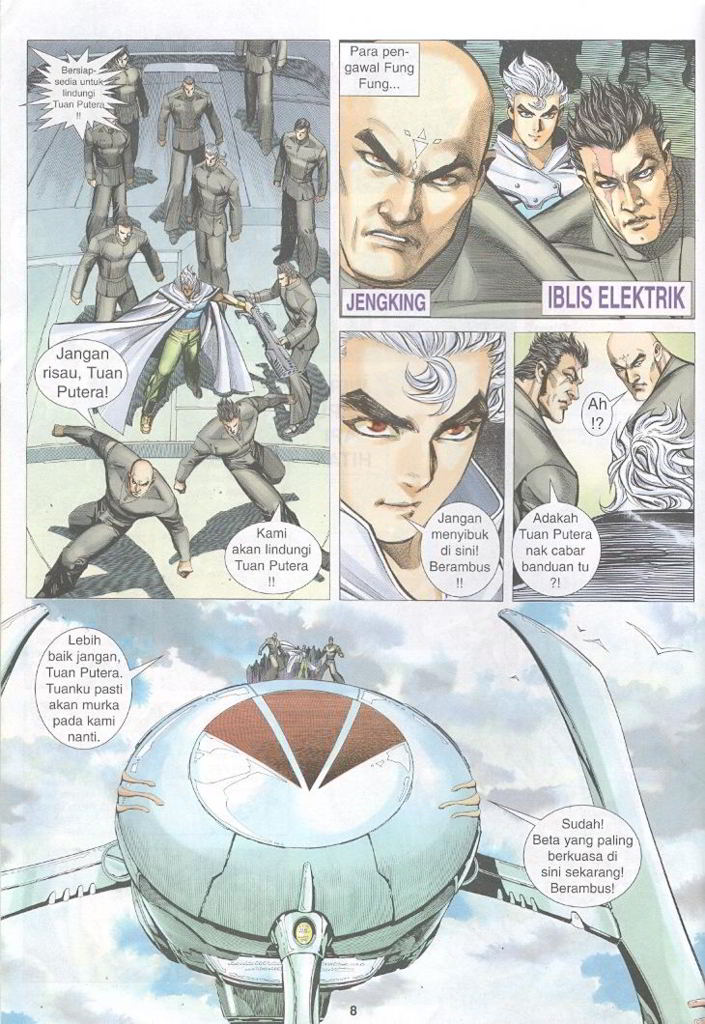 Bersiap-
sedia untuk
lindungi
Tuan Putera
!!
Jangan
risau, Tuan
Putera!
Kami
akan lindungi
Tuan Putera
!!
Para pen-
gawal Fung
Fung...
JENGKING
IBLIS ELEKTRIK
Jangan
menyibuk
di sini!
Berambus
!!
Ah
!?
Adakah
Tuan Putera
nak cabar
banduan tu
?!
Lebih
baik jangan,
Tuan Putera.
Tuanku pasti
akan murka
pada kami
nanti.
Sudah!
Beta yang paling
berkuasa di
sini sekarang!
Berambus!
8